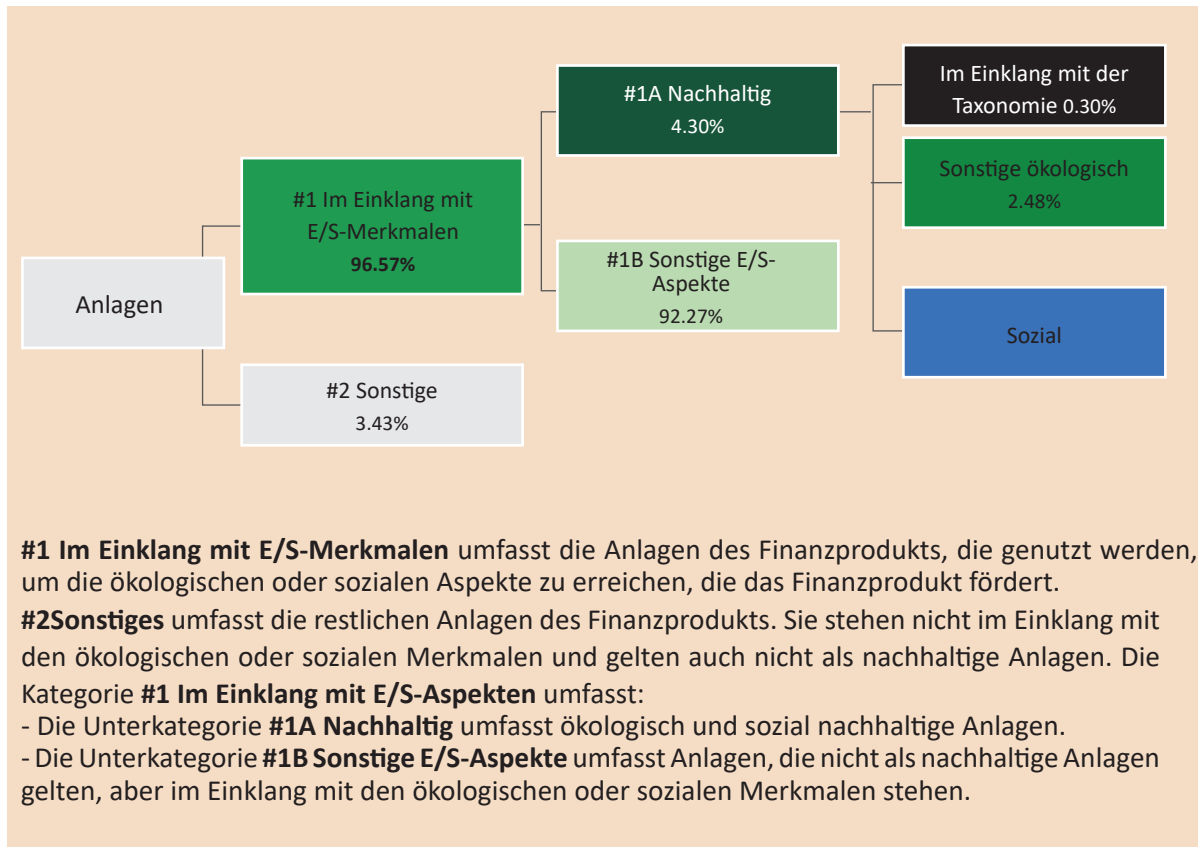 Anlagen
#1 Im Einklang mit
E/S-Merkmalen
96.57%
#2 Sonstige
3.43%
#1A Nachhaltig
4.30%
#1B Sonstige E/S-
Aspekte
92.27%
Im Einklang mit der
Taxonomie 0.30%
Sonstige ökologisch
2.48%
Sozial
#1 Im Einklang mit E/S-Merkmalen umfasst die Anlagen des Finanzprodukts, die genutzt werden,
um die ökologischen oder sozialen Aspekte zu erreichen, die das Finanzprodukt fördert.
#2Sonstiges umfasst die restlichen Anlagen des Finanzprodukts. Sie stehen nicht im Einklang mit
den ökologischen oder sozialen Merkmalen und gelten auch nicht als nachhaltige Anlagen. Die
Kategorie #1 Im Einklang mit E/S-Aspekten umfasst:
- Die Unterkategorie #1A Nachhaltig umfasst ökologisch und sozial nachhaltige Anlagen.
- Die Unterkategorie #1B Sonstige E/S-Aspekte umfasst Anlagen, die nicht als nachhaltige Anlagen
gelten, aber im Einklang mit den ökologischen oder sozialen Merkmalen stehen.